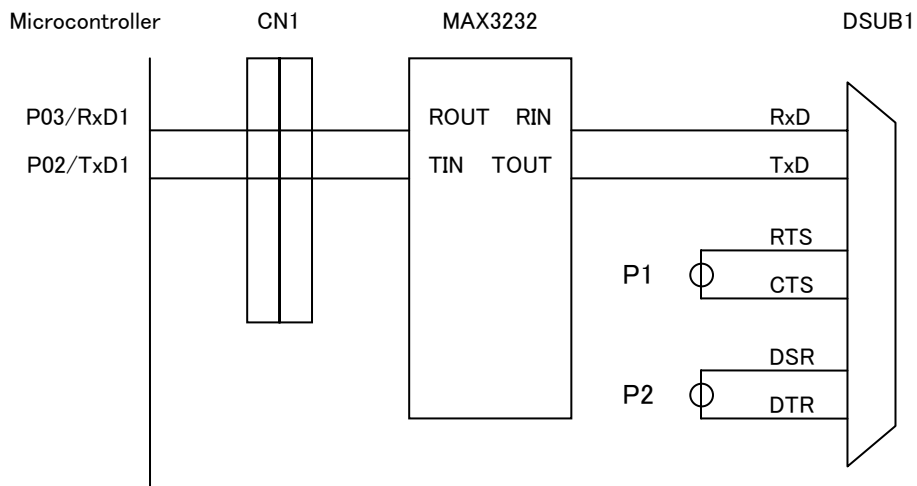 Microcontroller CN1 MAX3232 DSUB1
P03/RxD1 ROUT RIN RxD
P02/TxD1 TIN TOUT TxD
RTS
P1
CTS
DSR
P2
DTR